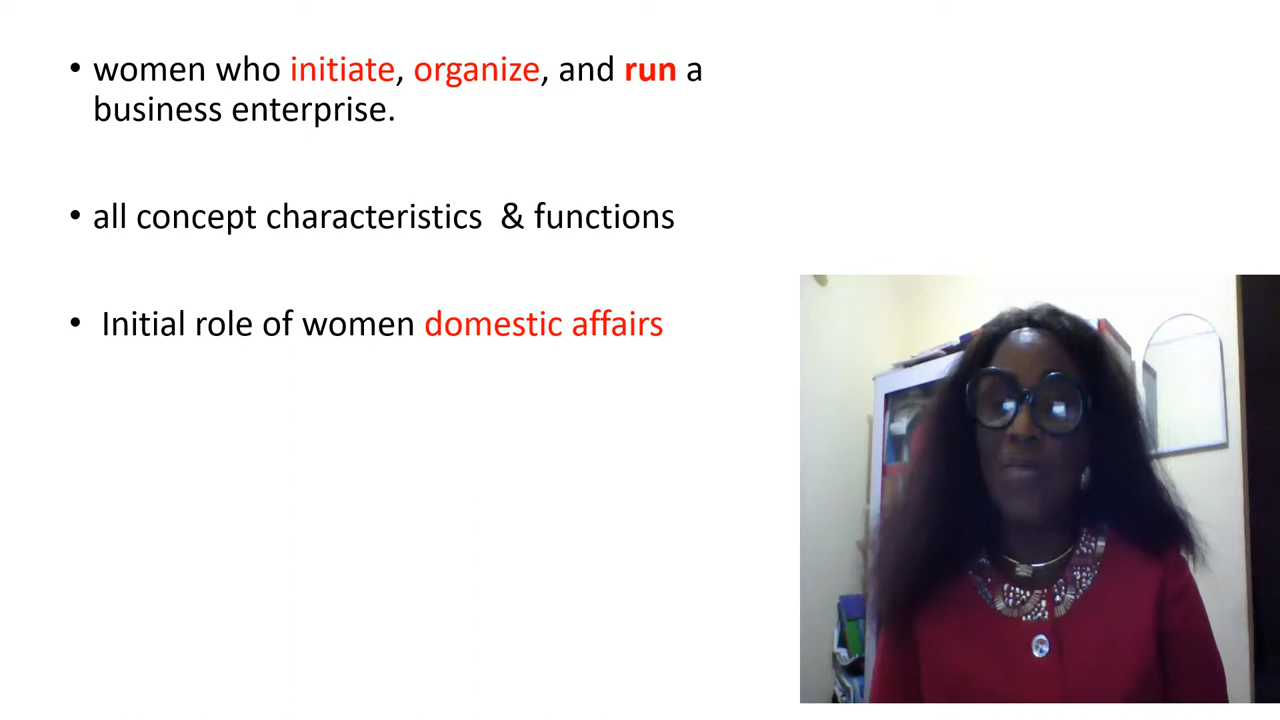 • women who initiate, organize, and run a
business enterprise.
• all concept characteristics & functions
• Initial role of women domestic affairs